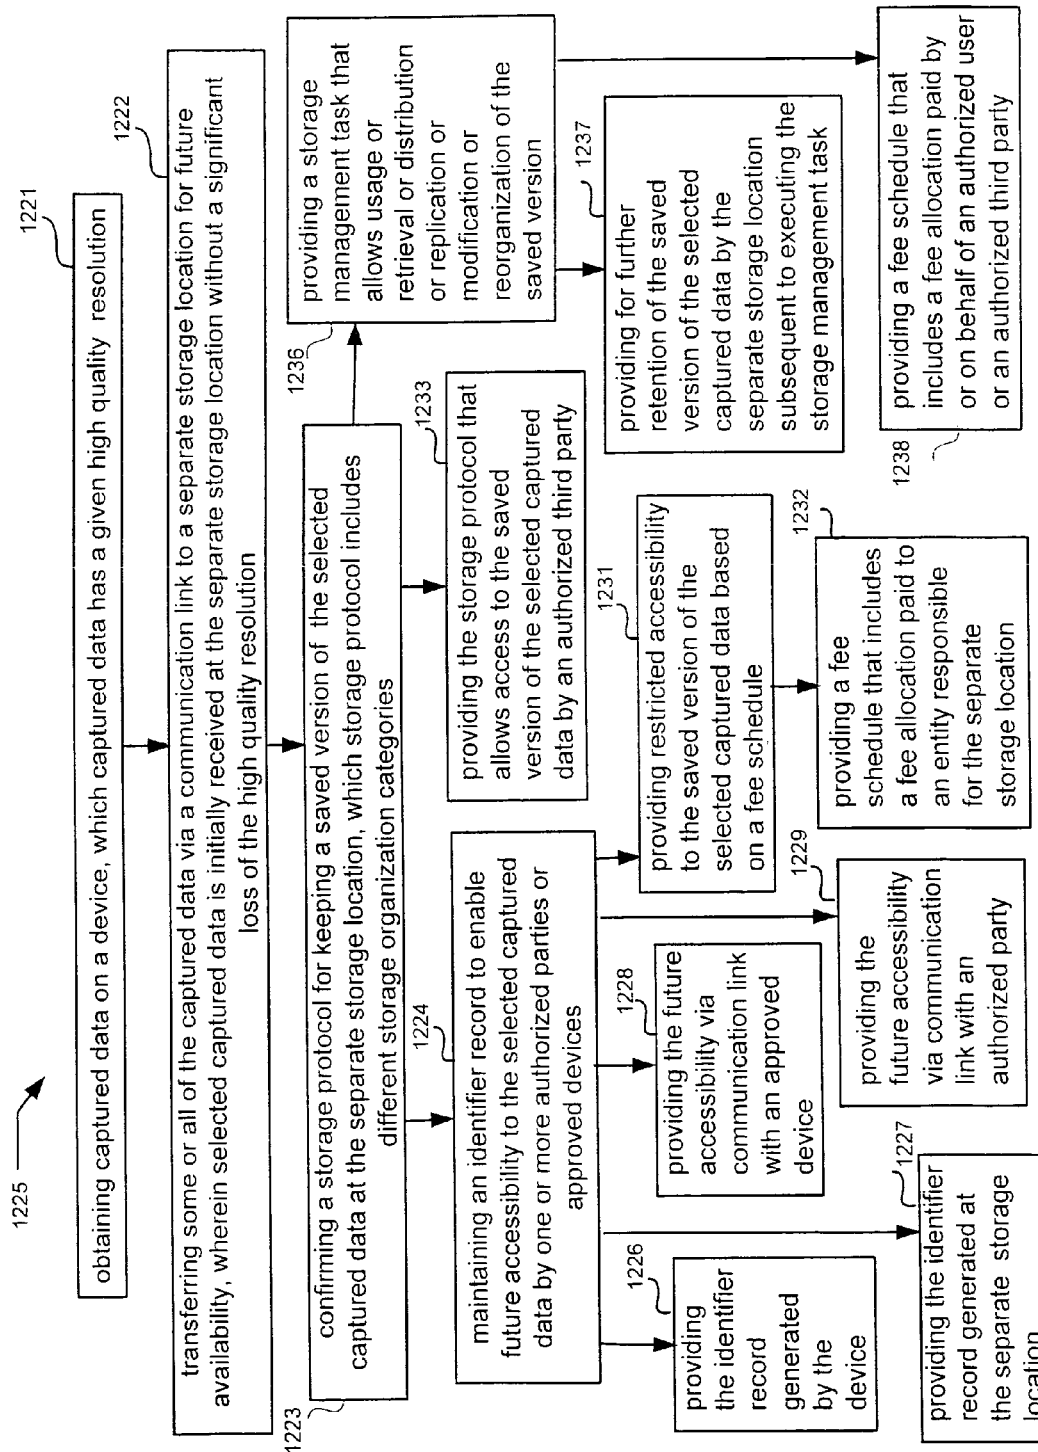 1225
1221
obtaining captured data on a device, which captured data has a given high quality resolution
1222
transferring some or all of the captured data via a communication link to a separate storage location for future
availability, wherein selected captured data is initially received at the separate storage location without a significant
loss of the high quality resolution
1223
confirming a storage protocol for keeping a saved version of the selected
captured data at the separate storage location, which storage protocol includes
different storage organization categories
1224
maintaining an identifier record to enable
future accessibility to the selected captured
data by one or more authorized parties or
approved devices
1233
providing the storage protocol that
allows access to the saved
version of the selected captured
data by an authorized third party
1236
providing a storage
management task that
allows usage or
retrieval or distribution
or replication or
modification or
reorganization of the
saved version
1226
providing
the identifier
record
generated
by the
device
1228
providing the future
accessibility via
communication link
with an approved
device
1231
providing restricted accessibility
to the saved version of the
selected captured data based
on a fee schedule
1237
providing for further
retention of the saved
version of the selected
captured data by the
separate storage location
subsequent to executing the
storage management task
1227
providing the identifier
record generated at
the separate storage
location
1229
providing the
future accessibility
via communication
link with an
authorized party
1232
providing a fee
schedule that includes
a fee allocation paid to
an entity responsible
for the separate
storage location
1238
providing a fee schedule that
includes a fee allocation paid by
or on behalf of an authorized user
or an authorized third party